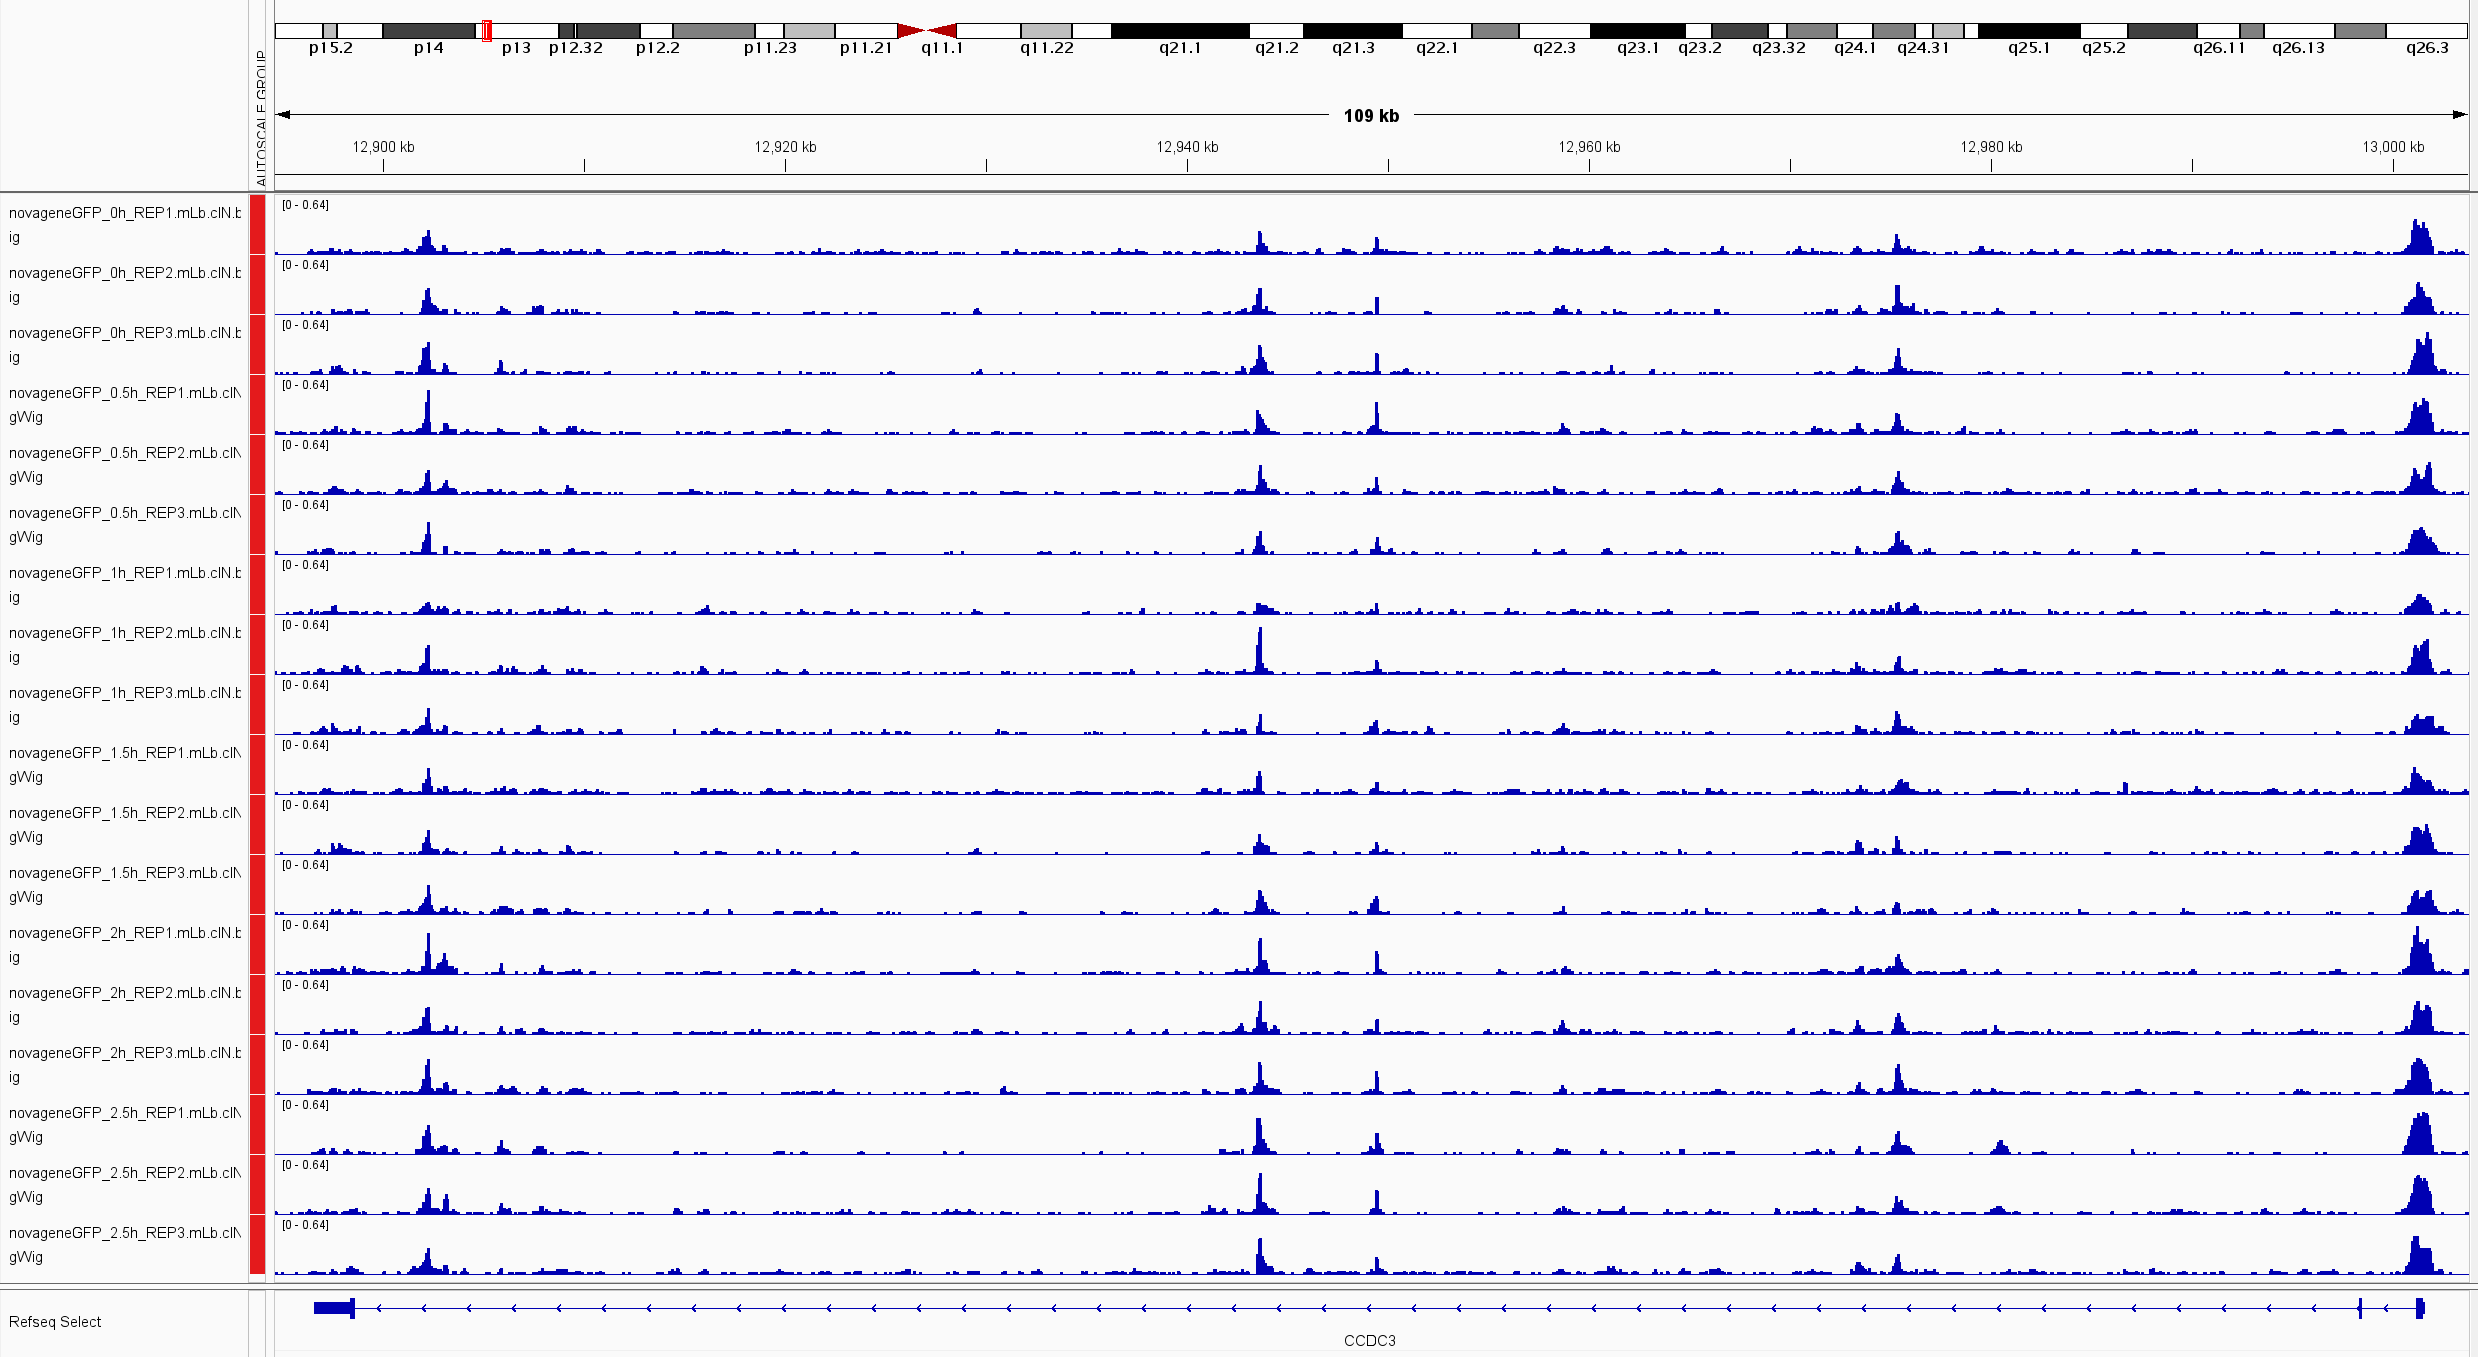 p15.2 p14 p13 p12.32 p12.2 p11.23 p11.21 q11.1 q11.22 q21.1 q21.2 q21.3 q22.1 q22.3 q23.1 q23.2 q23.32 q24.1 q24.31 q25.1 q25.2 q26.11 q26.13 q26.3
AUTOSCALE GROUP
109 kb
12,900 kb 12,920 kb 12,940 kb 12,960 kb 12,980 kb 13,000 kb
[0 - 0.64]
novageneGFP_0h_REP1.mLb.clN.b
ig
[0 - 0.64]
novageneGFP_0h_REP2.mLb.clN.b
ig
[0 - 0.64]
novageneGFP_0h_REP3.mLb.clN.b
ig
[0 - 0.64]
novageneGFP_0.5h_REP1.mLb.clN
gWig
[0 - 0.64]
novageneGFP_0.5h_REP2.mLb.clN
gWig
[0 - 0.64]
novageneGFP_0.5h_REP3.mLb.clN
gWig
[0 - 0.64]
novageneGFP_1h_REP1.mLb.clN.b
ig
[0 - 0.64]
novageneGFP_1h_REP2.mLb.clN.b
ig
[0 - 0.64]
novageneGFP_1h_REP3.mLb.clN.b
ig
[0 - 0.64]
novageneGFP_1.5h_REP1.mLb.clN
gWig
[0 - 0.64]
novageneGFP_1.5h_REP2.mLb.clN
gWig
[0 - 0.64]
novageneGFP_1.5h_REP3.mLb.clN
gWig
[0 - 0.64]
novageneGFP_2h_REP1.mLb.clN.b
ig
[0 - 0.64]
novageneGFP_2h_REP2.mLb.clN.b
ig
[0 - 0.64]
novageneGFP_2h_REP3.mLb.clN.b
ig
[0 - 0.64]
novageneGFP_2.5h_REP1.mLb.clN
gWig
[0 - 0.64]
novageneGFP_2.5h_REP2.mLb.clN
gWig
[0 - 0.64]
novageneGFP_2.5h_REP3.mLb.clN
gWig
Refseq Select
CCDC3